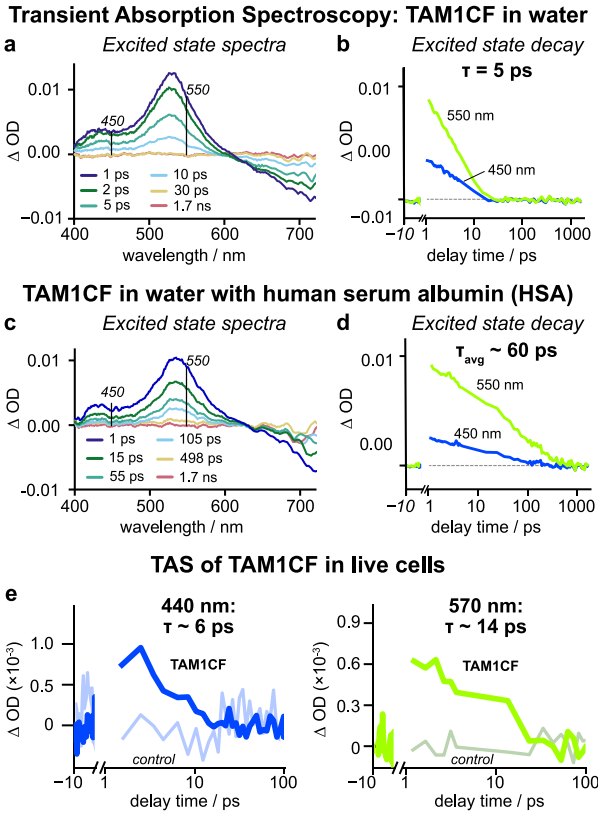 Transient Absorption Spectroscopy: TAM1CF in water
a
Excited state spectra
b
Excited state decay
τ = 5 ps
0.01
0.00
−0.01
Δ OD
450
550
1 ps
2 ps
5 ps
10 ps
30 ps
1.7 ns
400
500
600
700
wavelength / nm
0.01
0.00
−0.01
Δ OD
550 nm
450 nm
−10
1
10
100
1000
delay time / ps
TAM1CF in water with human serum albumin (HSA)
c
Excited state spectra
d
Excited state decay
τavg ~ 60 ps
0.01
0.00
−0.01
Δ OD
450
550
1 ps
15 ps
55 ps
105 ps
498 ps
1.7 ns
400
500
600
700
wavelength / nm
0.01
0.00
Δ OD
550 nm
450 nm
−10
1
10
100
1000
delay time / ps
TAS of TAM1CF in live cells
e
440 nm:
τ ~ 6 ps
TAM1CF
1.0
0.5
0
Δ OD (×10⁻³)
control
−10
1
10
100
delay time / ps
570 nm:
τ ~ 14 ps
TAM1CF
0.9
0.6
0.3
0
Δ OD (×10⁻³)
control
−10
1
10
100
delay time / ps